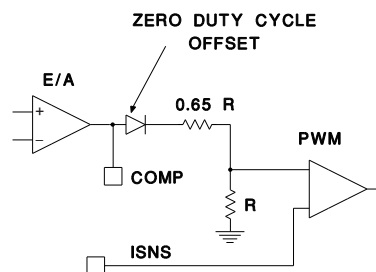 ZERO DUTY CYCLE
OFFSET
E/A
0.65 R
PWM
+
−
COMP
R
ISNS